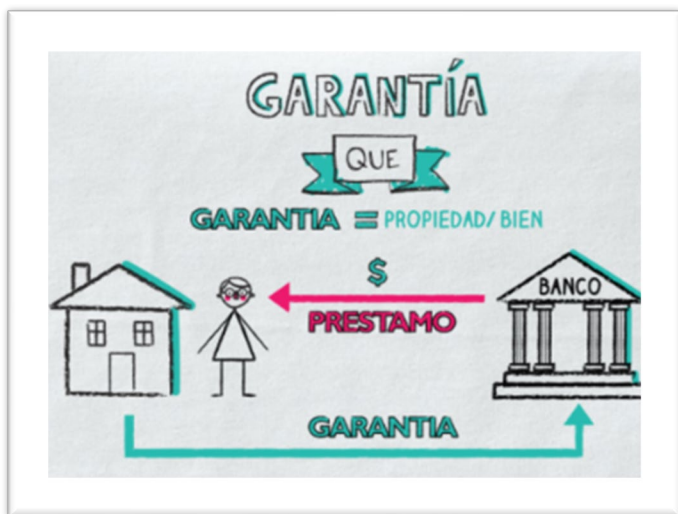 GARANTÍA
QUE
GARANTIA = PROPIEDAD/ BIEN
$
BANCO
PRESTAMO
GARANTIA